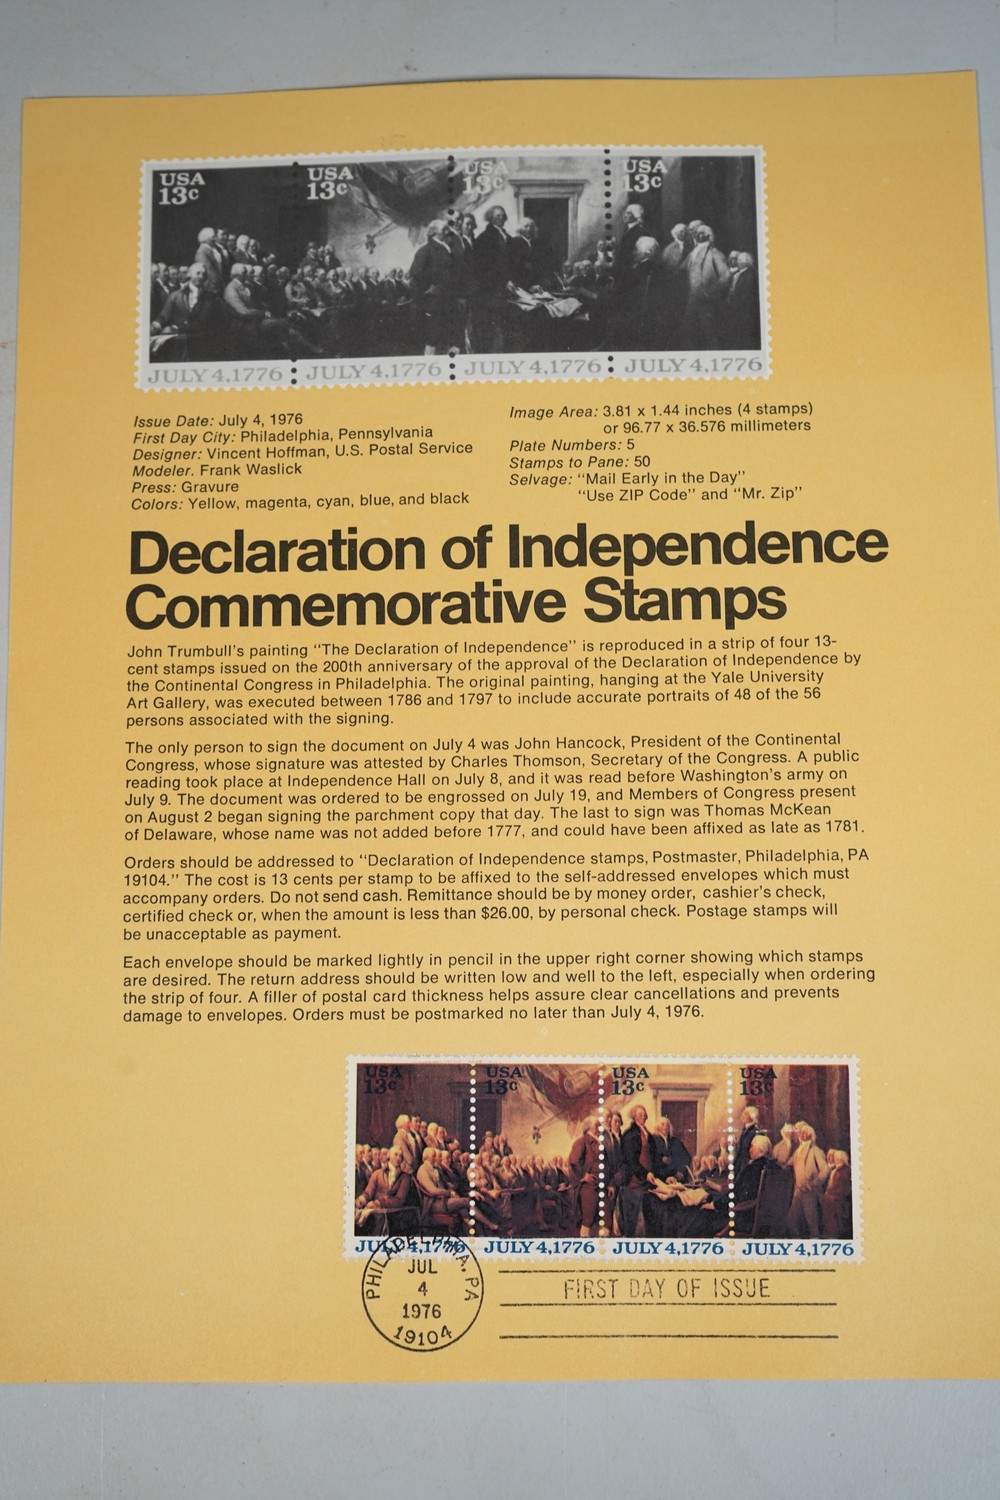 USA 13c USA 13c USA 13c USA 13c
JULY 4,1776 JULY 4,1776 JULY 4,1776 JULY 4,1776
Issue Date: July 4, 1976
First Day City: Philadelphia, Pennsylvania
Designer: Vincent Hoffman, U.S. Postal Service
Modeler. Frank Waslick
Press: Gravure
Colors: Yellow, magenta, cyan, blue, and black
Image Area: 3.81 x 1.44 inches (4 stamps)
or 96.77 x 36.576 millimeters
Plate Numbers: 5
Stamps to Pane: 50
Selvage: “Mail Early in the Day”
“Use ZIP Code” and “Mr. Zip”
Declaration of Independence
Commemorative Stamps
John Trumbull's painting “The Declaration of Independence” is reproduced in a strip of four 13-
cent stamps issued on the 200th anniversary of the approval of the Declaration of Independence by
the Continental Congress in Philadelphia. The original painting, hanging at the Yale University
Art Gallery, was executed between 1786 and 1797 to include accurate portraits of 48 of the 56
persons associated with the signing.
The only person to sign the document on July 4 was John Hancock, President of the Continental
Congress, whose signature was attested by Charles Thomson, Secretary of the Congress. A public
reading took place at Independence Hall on July 8, and it was read before Washington's army on
July 9. The document was ordered to be engrossed on July 19, and Members of Congress present
on August 2 began signing the parchment copy that day. The last to sign was Thomas McKean
of Delaware, whose name was not added before 1777, and could have been affixed as late as 1781.
Orders should be addressed to “Declaration of Independence stamps, Postmaster, Philadelphia, PA
19104.” The cost is 13 cents per stamp to be affixed to the self-addressed envelopes which must
accompany orders. Do not send cash. Remittance should be by money order, cashier's check,
certified check or, when the amount is less than $26.00, by personal check. Postage stamps will
be unacceptable as payment.
Each envelope should be marked lightly in pencil in the upper right corner showing which stamps
are desired. The return address should be written low and well to the left, especially when ordering
the strip of four. A filler of postal card thickness helps assure clear cancellations and prevents
damage to envelopes. Orders must be postmarked no later than July 4, 1976.
USA 13c USA 13c USA 13c USA 13c
JULY 4,1776 JULY 4,1776 JULY 4,1776 JULY 4,1776
PHILADELPHIA, PA
JUL
4
1976
19104
FIRST DAY OF ISSUE